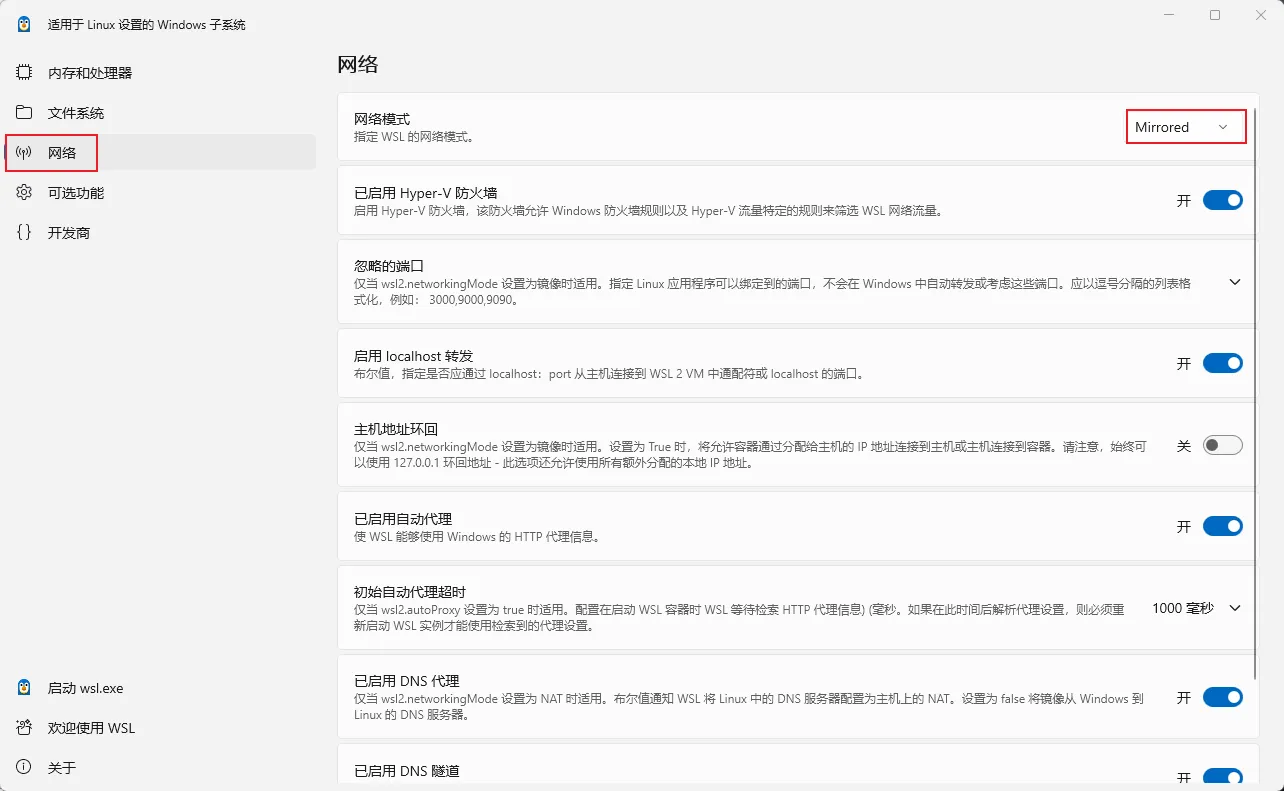 适用于 Linux 设置的 Windows 子系统
内存和处理器
文件系统
网络
可选功能
开发商
启动 wsl.exe
欢迎使用 WSL
关于
网络
网络模式
指定 WSL 的网络模式。
Mirrored
已启用 Hyper-V 防火墙
启用 Hyper-V 防火墙，该防火墙允许 Windows 防火墙规则以及 Hyper-V 流量特定的规则来筛选 WSL 网络流量。
开
忽略的端口
仅当 wsl2.networkingMode 设置为镜像时适用。指定 Linux 应用程序可以绑定到的端口，不会在 Windows 中自动转发或考虑这些端口。应以逗号分隔的列表格
式化，例如： 3000,9000,9090。
启用 localhost 转发
布尔值，指定是否应通过 localhost：port 从主机连接到 WSL 2 VM 中通配符或 localhost 的端口。
开
主机地址环回
仅当 wsl2.networkingMode 设置为镜像时适用。设置为 True 时，将允许容器通过分配给主机的 IP 地址连接到主机或主机连接到容器。请注意，始终可
以使用 127.0.0.1 环回地址 - 此选项还允许使用所有额外分配的本地 IP 地址。
关
已启用自动代理
使 WSL 能够使用 Windows 的 HTTP 代理信息。
开
初始自动代理超时
仅当 wsl2.autoProxy 设置为 true 时适用。配置在启动 WSL 容器时 WSL 等待检索 HTTP 代理信息) (毫秒。如果在此时间后解析代理设置，则必须重
新启动 WSL 实例才能使用检索到的代理设置。
1000 毫秒
已启用 DNS 代理
仅当 wsl2.networkingMode 设置为 NAT 时适用。布尔值通知 WSL 将 Linux 中的 DNS 服务器配置为主机上的 NAT。设置为 false 将镜像从 Windows 到
Linux 的 DNS 服务器。
开
已启用 DNS 隧道
开